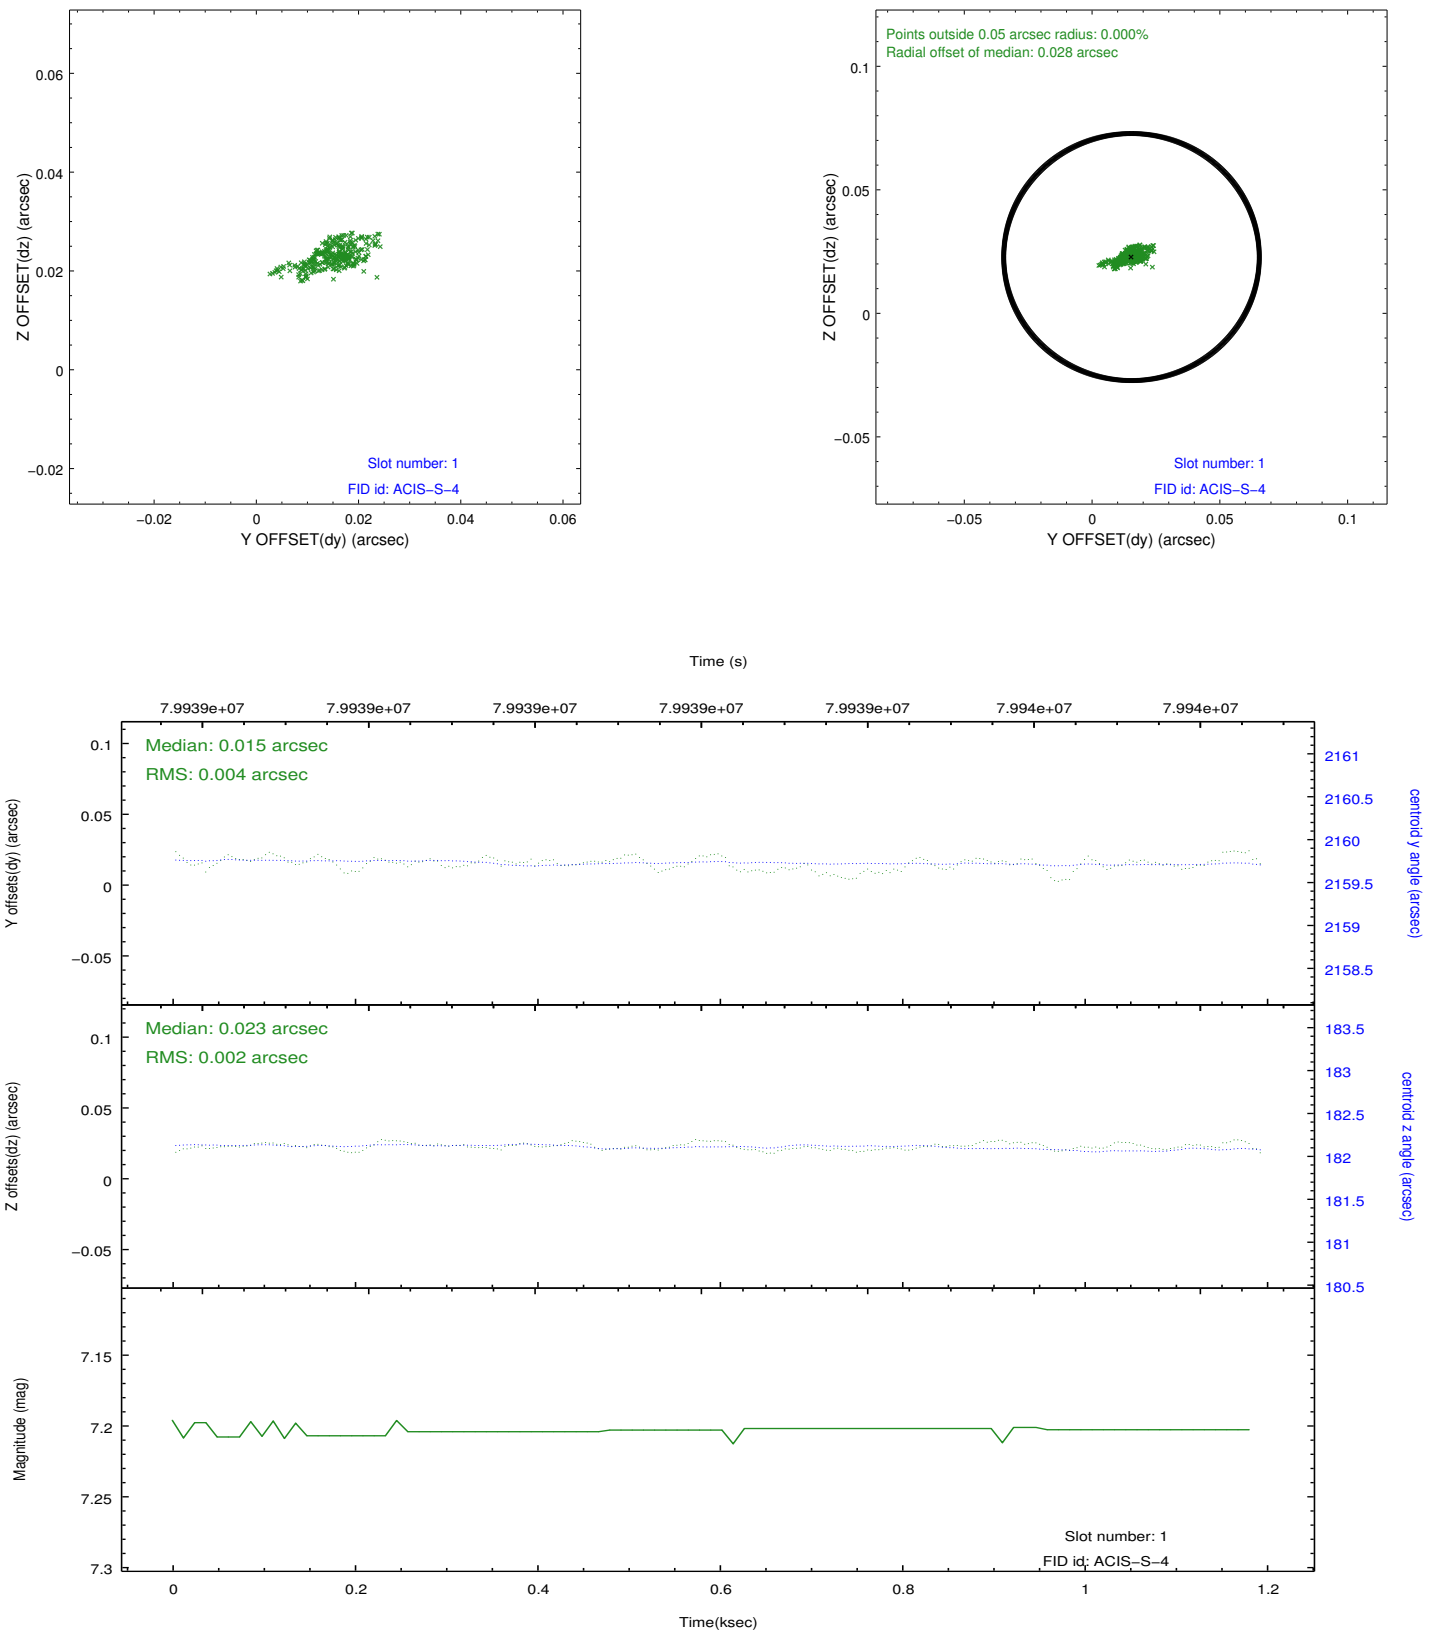 0.06
0.04
0.02
0
−0.02
Z OFFSET(dz) (arcsec)
Slot number: 1
FID id: ACIS−S−4
−0.02 0 0.02 0.04 0.06
Y OFFSET(dy) (arcsec)
Points outside 0.05 arcsec radius: 0.000%
Radial offset of median: 0.028 arcsec
0.1
0.05
0
−0.05
Z OFFSET(dz) (arcsec)
Slot number: 1
FID id: ACIS−S−4
−0.05 0 0.05 0.1
Y OFFSET(dy) (arcsec)
Time (s)
7.9939e+07 7.9939e+07 7.9939e+07 7.9939e+07 7.9939e+07 7.994e+07 7.994e+07
Median: 0.015 arcsec
RMS: 0.004 arcsec
0.1
0.05
0
−0.05
Y offsets(dy) (arcsec)
2161
2160.5
2160
2159.5
2159
2158.5
centroid y angle (arcsec)
Median: 0.023 arcsec
RMS: 0.002 arcsec
0.1
0.05
0
−0.05
Z offsets(dz) (arcsec)
183.5
183
182.5
182
181.5
181
180.5
centroid z angle (arcsec)
7.15
7.2
7.25
7.3
Magnitude (mag)
Slot number: 1
FID id: ACIS−S−4
0 0.2 0.4 0.6 0.8 1 1.2
Time(ksec)